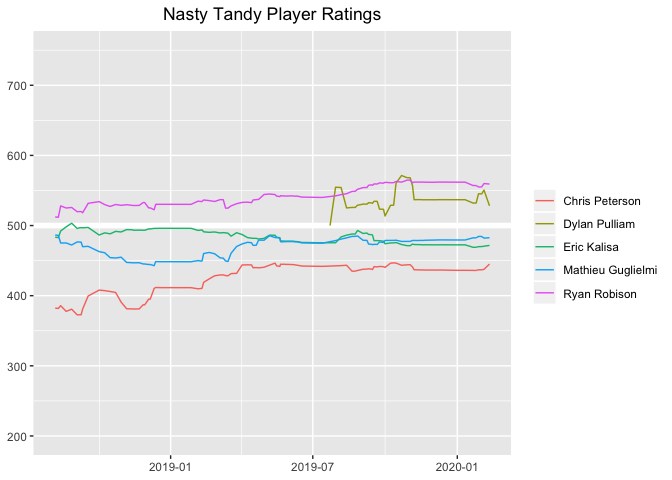 Nasty Tandy Player Ratings
700
600
500
400
300
200
2019-01
2019-07
2020-01
Chris Peterson
Dylan Pulliam
Eric Kalisa
Mathieu Guglielmi
Ryan Robison